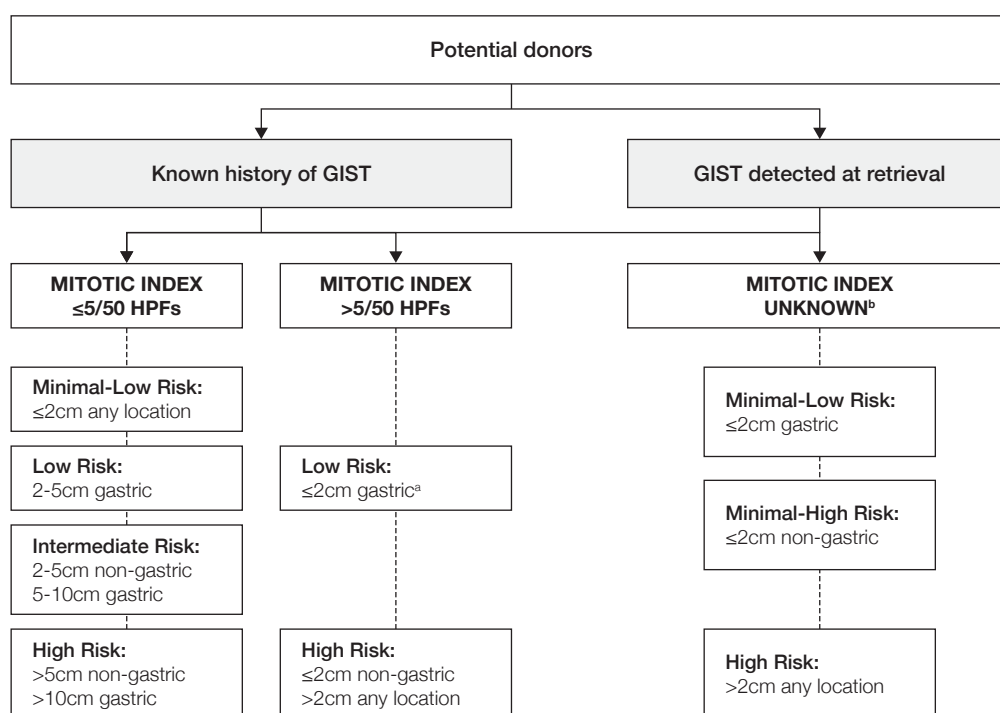 Potential donors
Known history of GIST
GIST detected at retrieval
MITOTIC INDEX
≤5/50 HPFs
MITOTIC INDEX
>5/50 HPFs
MITOTIC INDEX
UNKNOWNᵇ
Minimal-Low Risk:
≤2cm any location
Low Risk:
2-5cm gastric
Intermediate Risk:
2-5cm non-gastric
5-10cm gastric
High Risk:
>5cm non-gastric
>10cm gastric
Low Risk:
≤2cm gastricᵃ
High Risk:
≤2cm non-gastric
>2cm any location
Minimal-Low Risk:
≤2cm gastric
Minimal-High Risk:
≤2cm non-gastric
High Risk:
>2cm any location